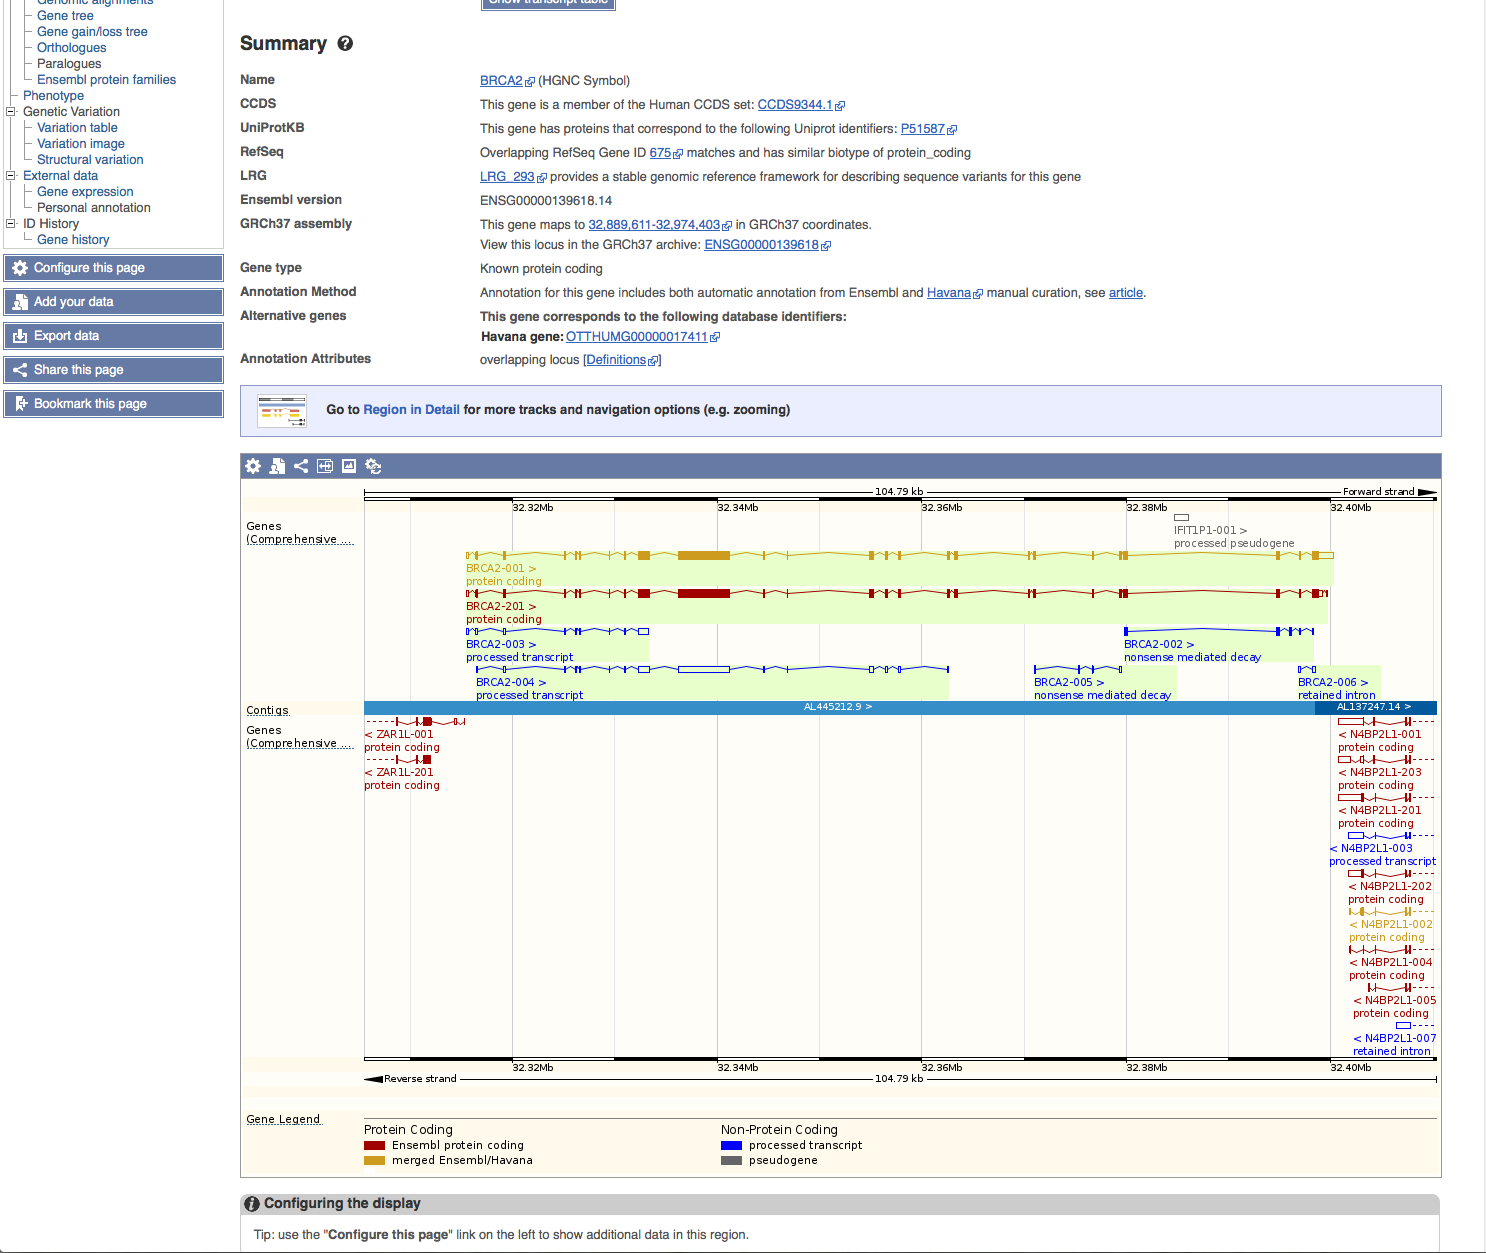 Genomic alignments
Gene tree
Gene gain/loss tree
Orthologues
Paralogues
Ensembl protein families
Phenotype
Genetic Variation
Variation table
Variation image
Structural variation
External data
Gene expression
Personal annotation
ID History
Gene history
Configure this page
Add your data
Export data
Share this page
Bookmark this page
Show transcript table
Summary ?
Name BRCA2 (HGNC Symbol)
CCDS This gene is a member of the Human CCDS set: CCDS9344.1
UniProtKB This gene has proteins that correspond to the following Uniprot identifiers: P51587
RefSeq Overlapping RefSeq Gene ID 675 matches and has similar biotype of protein_coding
LRG LRG_293 provides a stable genomic reference framework for describing sequence variants for this gene
Ensembl version ENSG00000139618.14
GRCh37 assembly This gene maps to 32,889,611-32,974,403 in GRCh37 coordinates.
View this locus in the GRCh37 archive: ENSG00000139618
Gene type Known protein coding
Annotation Method Annotation for this gene includes both automatic annotation from Ensembl and Havana manual curation, see article.
Alternative genes This gene corresponds to the following database identifiers:
Havana gene: OTTHUMG00000017411
Annotation Attributes overlapping locus [Definitions]
Go to Region in Detail for more tracks and navigation options (e.g. zooming)
104.79 kb Forward strand
32.32Mb 32.34Mb 32.36Mb 32.38Mb 32.40Mb
Genes
(Comprehensive ...
IFIT1P1-001 >
processed pseudogene
BRCA2-001 >
protein coding
BRCA2-201 >
protein coding
BRCA2-003 > BRCA2-002 >
processed transcript nonsense mediated decay
BRCA2-004 > BRCA2-005 > BRCA2-006 >
processed transcript nonsense mediated decay retained intron
Contigs AL445212.9 > AL137247.14 >
Genes
(Comprehensive ...
< ZAR1L-001 < N4BP2L1-001
protein coding protein coding
< ZAR1L-201 < N4BP2L1-203
protein coding protein coding
< N4BP2L1-201
protein coding
< N4BP2L1-003
processed transcript
< N4BP2L1-202
protein coding
< N4BP2L1-002
protein coding
< N4BP2L1-004
protein coding
< N4BP2L1-005
protein coding
< N4BP2L1-007
retained intron
32.32Mb 32.34Mb 32.36Mb 32.38Mb 32.40Mb
Reverse strand 104.79 kb
Gene Legend
Protein Coding Non-Protein Coding
Ensembl protein coding processed transcript
merged Ensembl/Havana pseudogene
i Configuring the display
Tip: use the "Configure this page" link on the left to show additional data in this region.